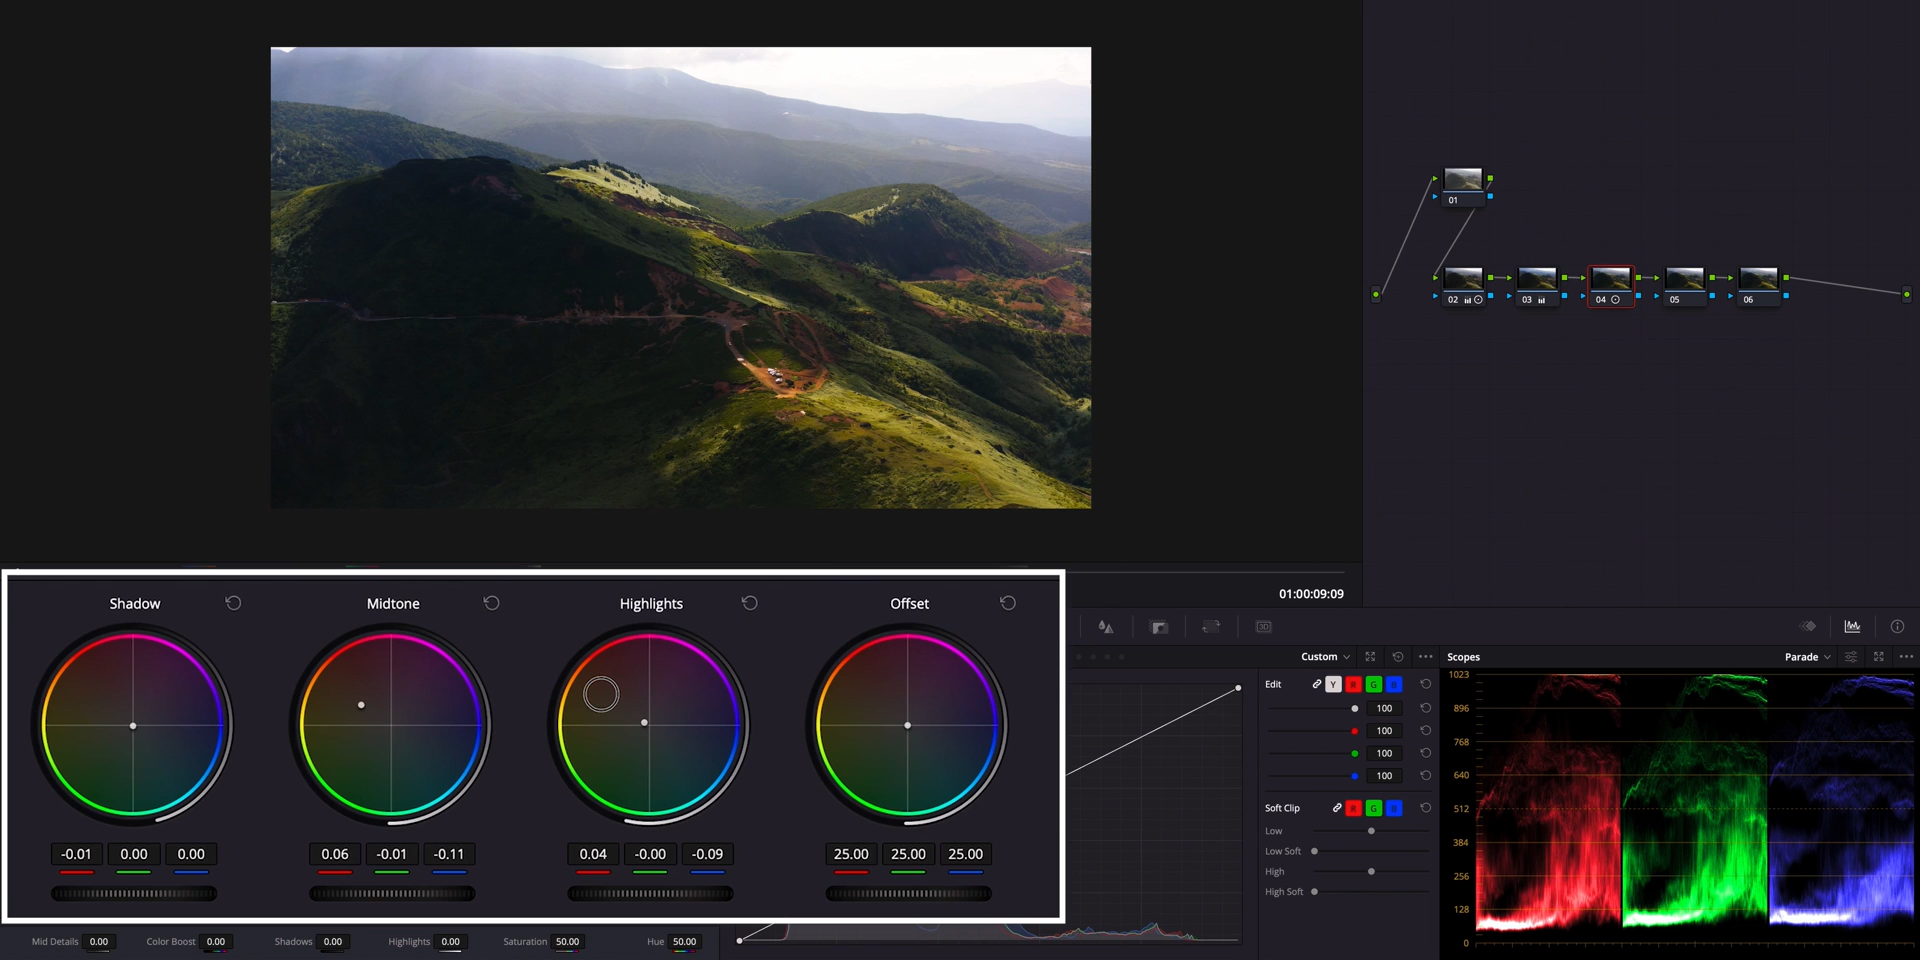 01
02
03
04
05
06
01:00:09:09
Shadow
Midtone
Highlights
Offset
-0.01 0.00 0.00
0.06 -0.01 -0.11
0.04 -0.00 -0.09
25.00 25.00 25.00
Mid Details 0.00
Color Boost 0.00
Shadows 0.00
Highlights 0.00
Saturation 50.00
Hue 50.00
3D
Custom
Edit Y R G B
100
100
100
100
Soft Clip R G B
Low
Low Soft
High
High Soft
Scopes
Parade
1023
896
768
640
512
384
256
128
0